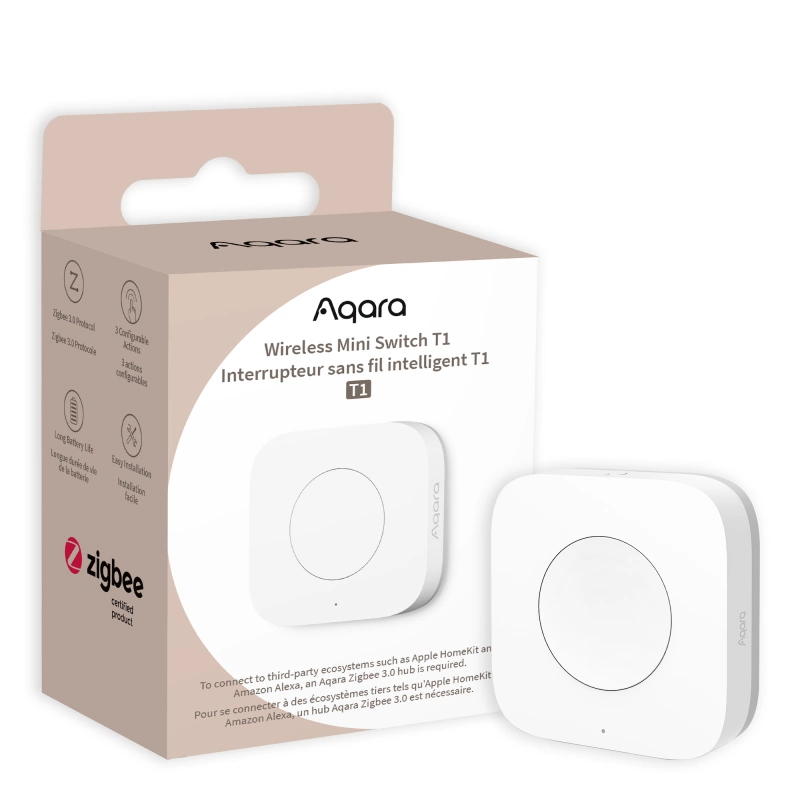 Aqara
Aqara
Wireless Mini Switch T1
Interrupteur sans fil intelligent T1
T1
Aqara
To connect to third-party ecosystems such as Apple HomeKit an
Amazon Alexa, an Aqara Zigbee 3.0 hub is required.
Pour se connecter à des écosystèmes tiers tels qu'Apple HomeKit
Amazon Alexa, un hub Aqara Zigbee 3.0 est nécessaire.
Z
Zigbee 3.0 Protocol
Zigbee 3.0 Protocole
3 Configurable
Actions
3 actions
configurables
Long Battery Life
Longue durée de vie
de la batterie
Easy Installation
Installation
facile
zigbee
certified
product
Aqara